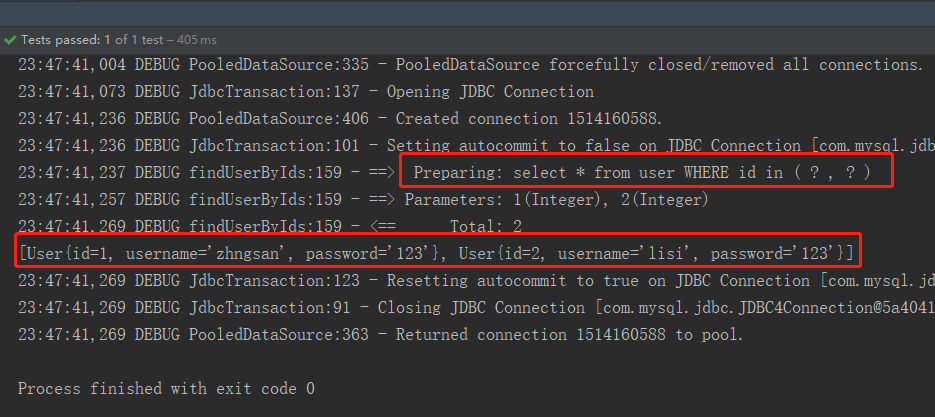 Tests passed: 1 of 1 test – 405 ms
23:47:41,004 DEBUG PooledDataSource:335 - PooledDataSource forcefully closed/removed all connections.
23:47:41,073 DEBUG JdbcTransaction:137 - Opening JDBC Connection
23:47:41,236 DEBUG PooledDataSource:406 - Created connection 1514160588.
23:47:41,236 DEBUG JdbcTransaction:101 - Setting autocommit to false on JDBC Connection [com.mysql.jdb
23:47:41,237 DEBUG findUserByIds:159 - ==> Preparing: select * from user WHERE id in ( ? , ? )
23:47:41,257 DEBUG findUserByIds:159 - ==> Parameters: 1(Integer), 2(Integer)
23:47:41,269 DEBUG findUserByIds:159 - <== Total: 2
[User{id=1, username='zhngsan', password='123'}, User{id=2, username='lisi', password='123'}]
23:47:41,269 DEBUG JdbcTransaction:123 - Resetting autocommit to true on JDBC Connection [com.mysql.jd
23:47:41,269 DEBUG JdbcTransaction:91 - Closing JDBC Connection [com.mysql.jdbc.JDBC4Connection@5a4041
23:47:41,269 DEBUG PooledDataSource:363 - Returned connection 1514160588 to pool.
Process finished with exit code 0